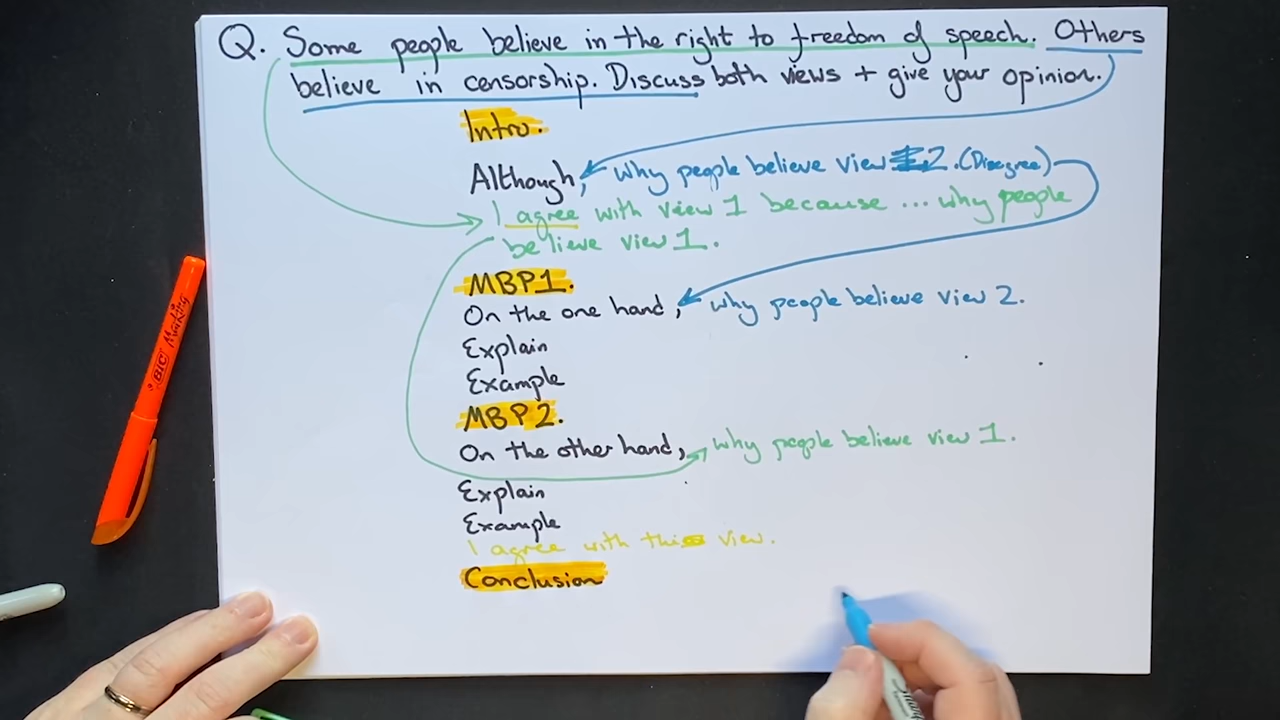 Q. Some people believe in the right to freedom of speech. Others
believe in censorship. Discuss both views + give your opinion.
Intro.
Although, why people believe view 2. (Disagree)
I agree with view 1 because ... why people
believe view 1.
MBP1.
On the one hand, why people believe view 2.
Explain
Example
MBP2.
On the other hand, why people believe view 1.
Explain
Example
I agree with this view.
Conclusion
BIC Marking
Sharp